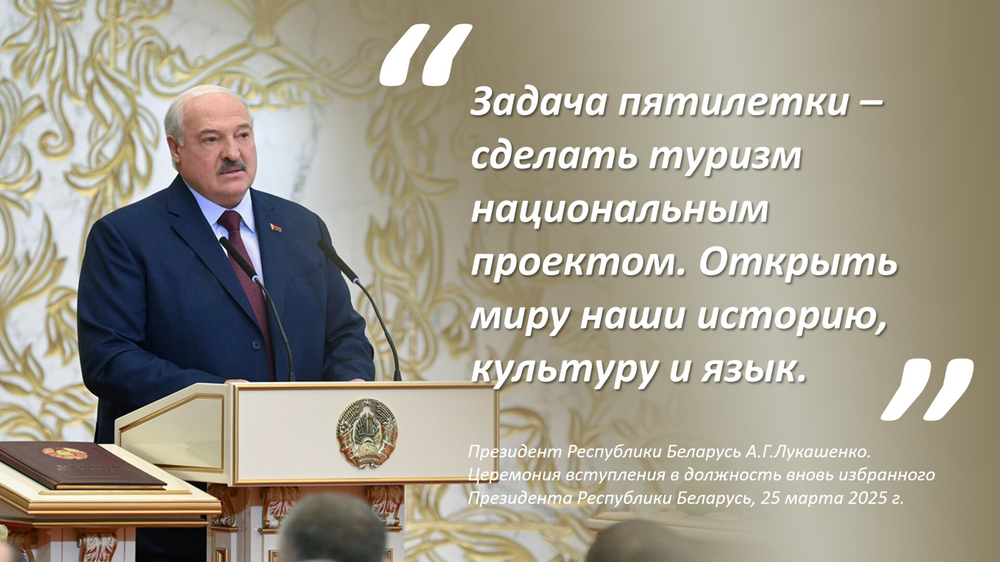 “
Задача пятилетки –
сделать туризм
национальным
проектом. Открыть
миру наши историю,
культуру и язык.
”
Президент Республики Беларусь А.Г.Лукашенко.
Церемония вступления в должность вновь избранного
Президента Республики Беларусь, 25 марта 2025 г.